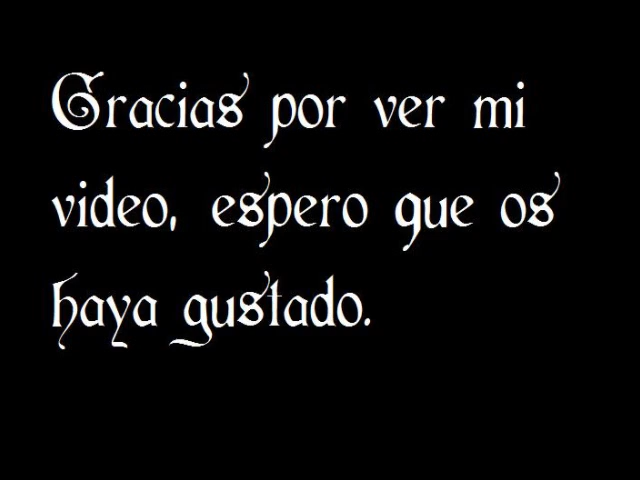 Gracias por ver mi
video, espero que os
haya gustado.